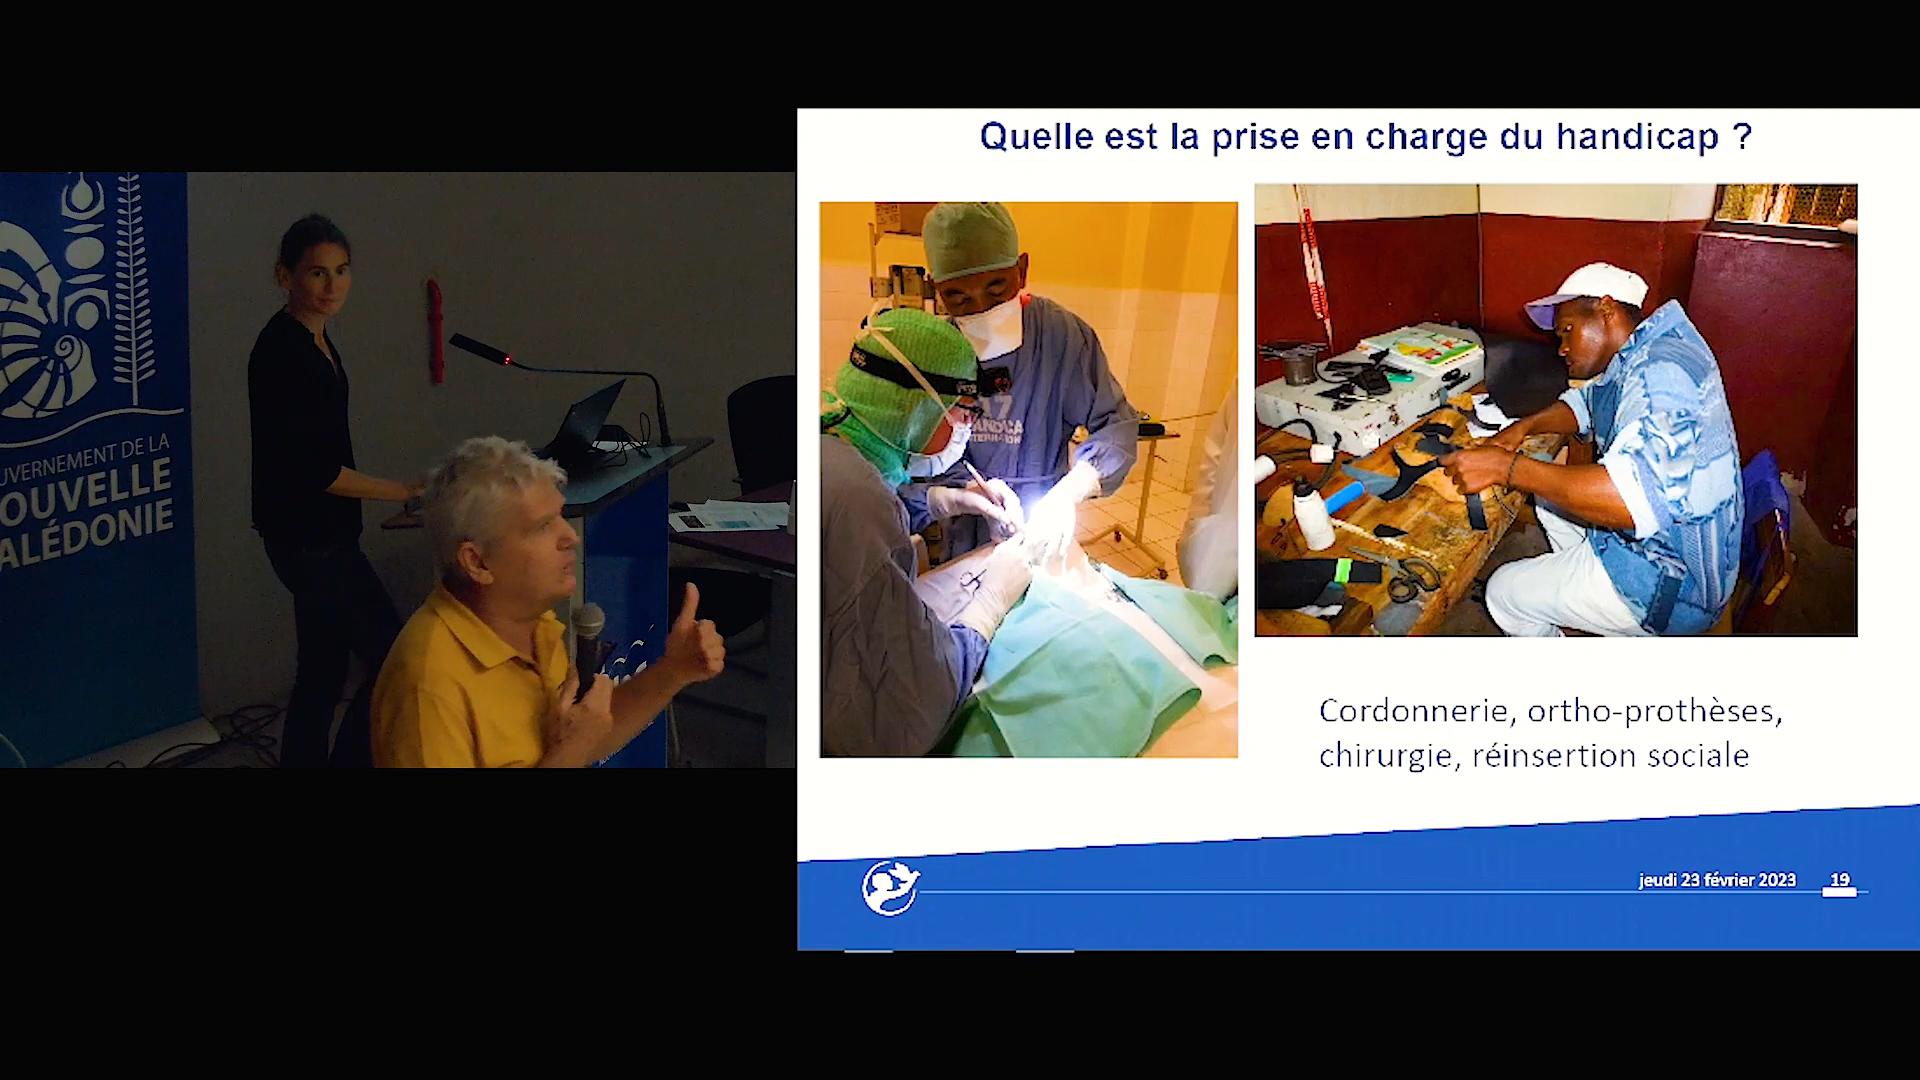 UVERNEMENT DE LA
OUVELLE
ALÉDONIE
Quelle est la prise en charge du handicap ?
Cordonnerie, ortho-prothèses,
chirurgie, réinsertion sociale
jeudi 23 février 2023
19